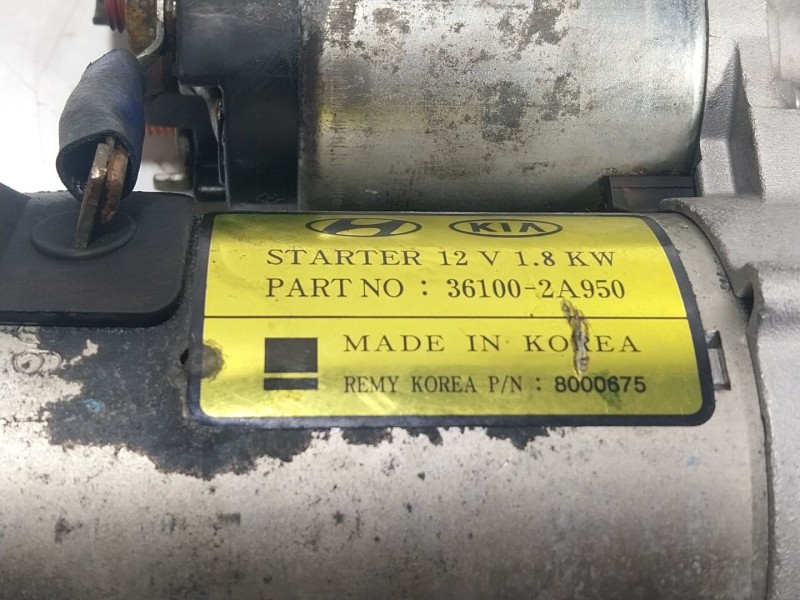 KIA
STARTER 12 V 1.8 KW
PART NO : 36100-2A950
MADE IN KOREA
REMY KOREA P/N : 8000675